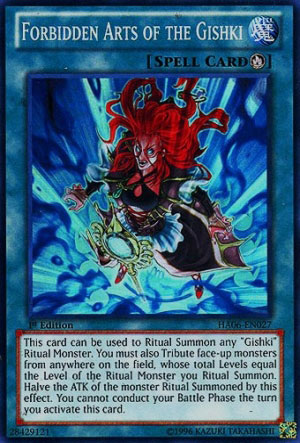 FORBIDDEN ARTS OF THE GISHKI
[SPELL CARD]
1st Edition
HA06-EN027
This card can be used to Ritual Summon any "Gishki"
Ritual Monster. You must also Tribute face-up monsters
from anywhere on the field, whose total Levels equal
the Level of the Ritual Monster you Ritual Summon.
Halve the ATK of the monster Ritual Summoned by this
effect. You cannot conduct your Battle Phase the turn
you activate this card.
28429121
©1996 KAZUKI TAKAHASHI